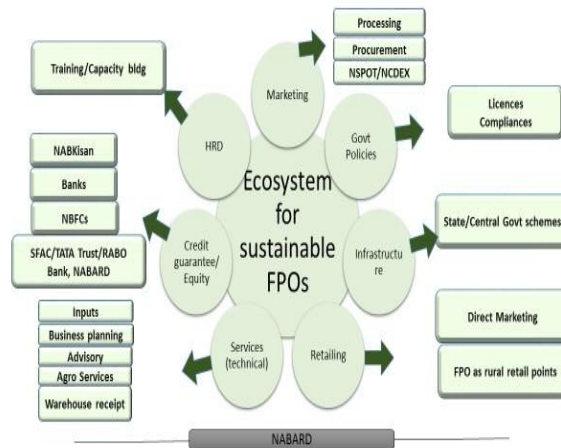 Processing
Procurement
NSPOT/NCDEX
Training/Capacity bldg
Marketing
Licences
Compliances
HRD
Govt
Policies
NABKisan
Banks
NBFCs
SFAC/TATA Trust/RABO
Bank, NABARD
Ecosystem
for
sustainable
FPOs
Credit
guarantee/
Equity
Infrastructu
re
State/Central Govt schemes
Inputs
Business planning
Advisory
Agro Services
Warehouse receipt
Services
(technical)
Retailing
Direct Marketing
FPO as rural retail points
NABARD